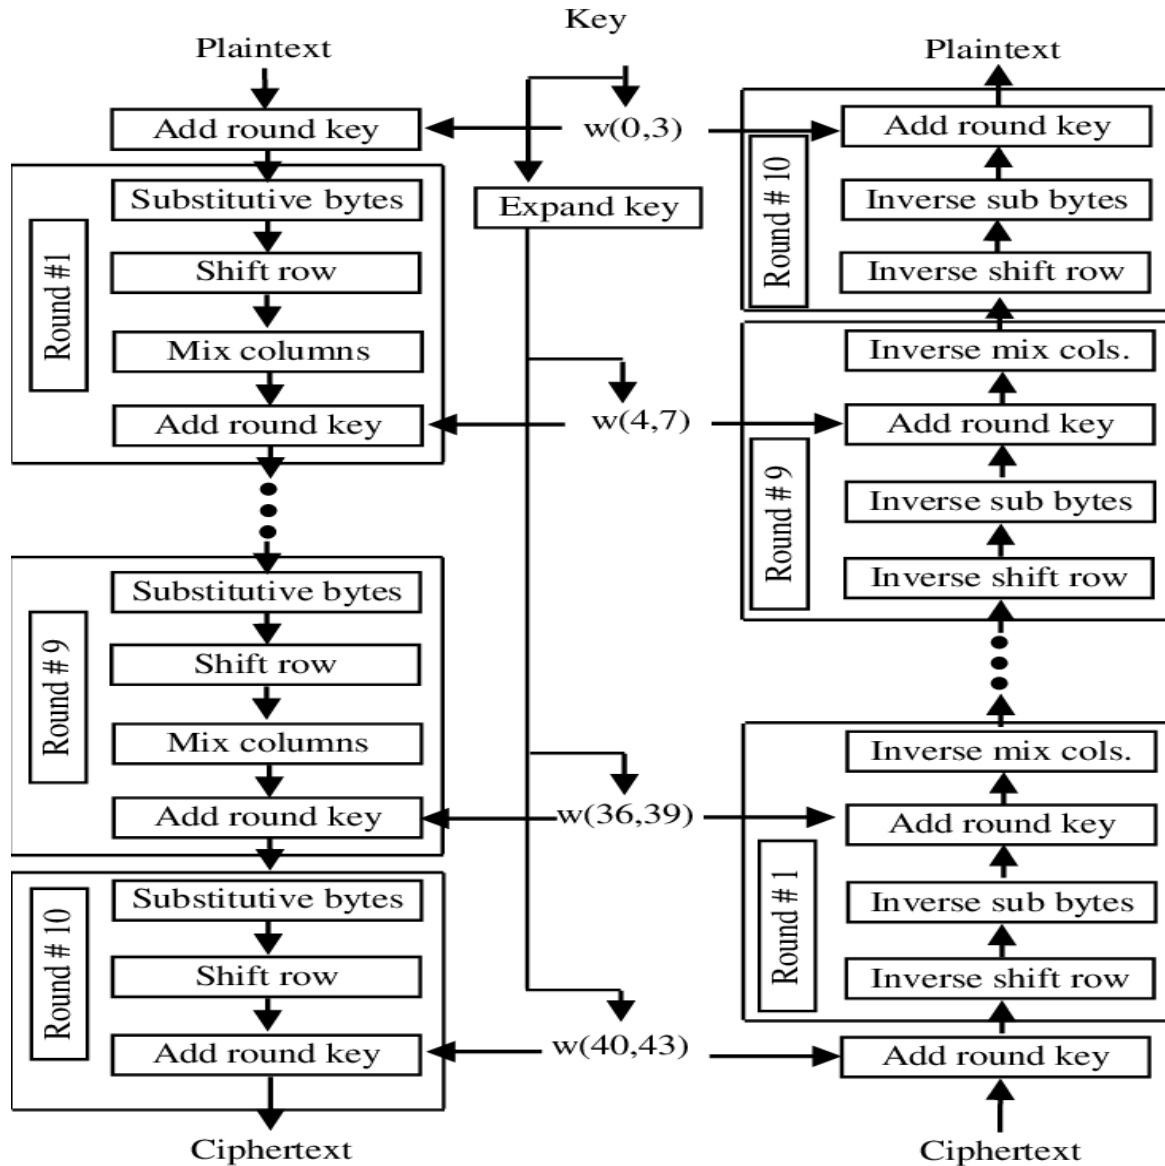 Key
Plaintext
Add round key
Round #1
Substitutive bytes
Shift row
Mix columns
Add round key
Round # 9
Substitutive bytes
Shift row
Mix columns
Add round key
Round # 10
Substitutive bytes
Shift row
Add round key
Ciphertext
w(0,3)
Expand key
w(4,7)
w(36,39)
w(40,43)
Plaintext
Round # 10
Add round key
Inverse sub bytes
Inverse shift row
Round # 9
Inverse mix cols.
Add round key
Inverse sub bytes
Inverse shift row
Round # 1
Inverse mix cols.
Add round key
Inverse sub bytes
Inverse shift row
Add round key
Ciphertext